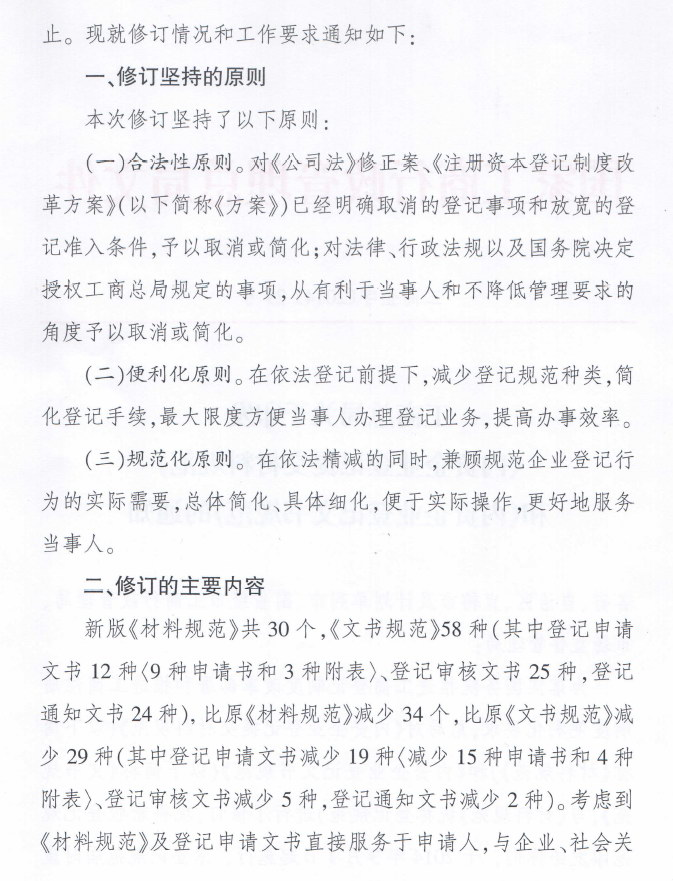 止。现就修订情况和工作要求通知如下：
一、修订坚持的原则
本次修订坚持了以下原则：
(一)合法性原则。对《公司法》修正案、《注册资本登记制度改
革方案》(以下简称《方案》)已经明确取消的登记事项和放宽的登
记准入条件,予以取消或简化;对法律、行政法规以及国务院决定
授权工商总局规定的事项,从有利于当事人和不降低管理要求的
角度予以取消或简化。
(二)便利化原则。在依法登记前提下,减少登记规范种类,简
化登记手续,最大限度方便当事人办理登记业务,提高办事效率。
(三)规范化原则。在依法精减的同时,兼顾规范企业登记行
为的实际需要,总体简化、具体细化,便于实际操作,更好地服务
当事人。
二、修订的主要内容
新版《材料规范》共 30 个,《文书规范》58 种(其中登记申请
文书 12 种〈9 种申请书和 3 种附表〉、登记审核文书 25 种,登记
通知文书 24 种), 比原《材料规范》减少 34 个,比原《文书规范》减
少 29 种(其中登记申请文书减少 19 种〈减少 15 种申请书和 4 种
附表〉、登记审核文书减少 5 种,登记通知文书减少 2 种)。考虑到
《材料规范》及登记申请文书直接服务于申请人,与企业、社会关